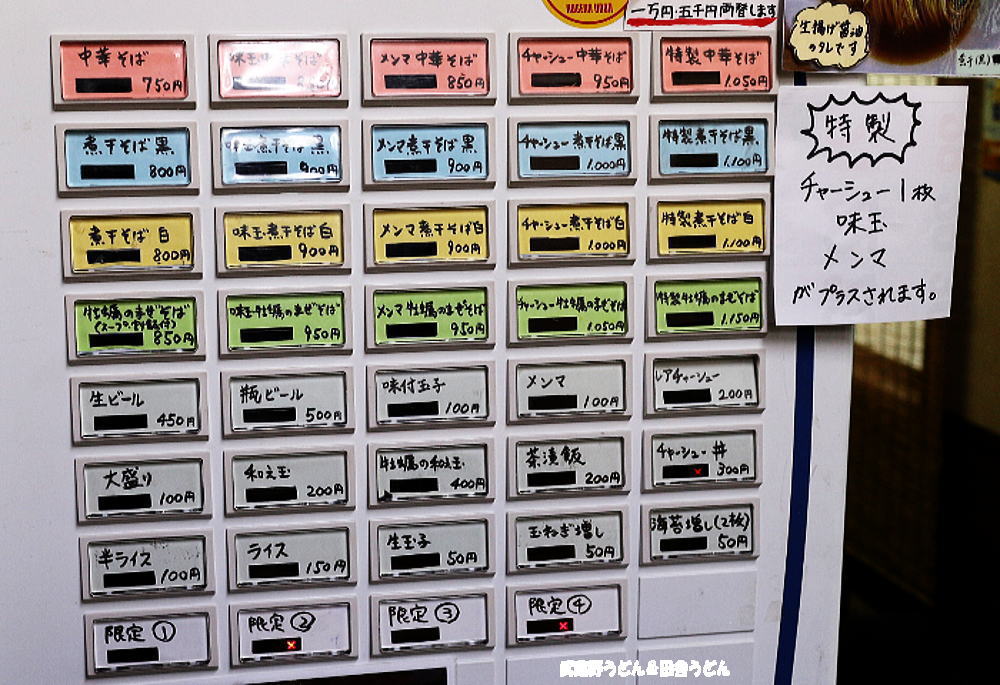 一万円・五千円両替します
生揚げ醤油
のタレです
煮干(黒)
中華そば 750円
味玉中華そば
メンマ中華そば 850円
チャーシュー中華そば 950円
特製中華そば 1.050円
煮干そば黒 800円
味玉煮干そば黒 900円
メンマ煮干そば黒 900円
チャーシュー煮干そば黒 1.000円
特製煮干そば黒 1.100円
煮干そば白 800円
味玉煮干そば白 900円
メンマ煮干そば白 900円
チャーシュー煮干そば白 1.000円
特製煮干そば白 1.100円
牡蠣のまぜそば
(スープ割付)
850円
味玉牡蠣のまぜそば 950円
メンマ牡蠣のまぜそば 950円
チャーシュー牡蠣のまぜそば 1.050円
特製牡蠣のまぜそば 1.150円
生ビール 450円
瓶ビール 500円
味付玉子 100円
メンマ 100円
レアチャーシュー 200円
大盛り 100円
和え玉 200円
牡蠣の和え玉 400円
茶漬飯 200円
チャーシュー丼 300円
半ライス 100円
ライス 150円
生玉子 50円
玉ねぎ増し 50円
海苔増し(2枚) 50円
限定①
限定②
限定③
限定④
特製
チャーシュー1枚
味玉
メンマ
がプラスされます。
武蔵野うどん&田舎うどん